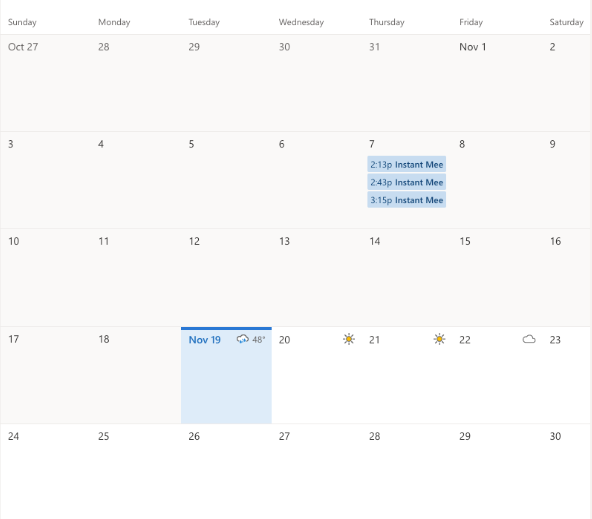 Sunday Monday Tuesday Wednesday Thursday Friday Saturday
Oct 27 28 29 30 31 Nov 1 2
3 4 5 6 7 8 9
2:13p Instant Mee
2:43p Instant Mee
3:15p Instant Mee
10 11 12 13 14 15 16
17 18 Nov 19 48° 20 21 22 23
24 25 26 27 28 29 30